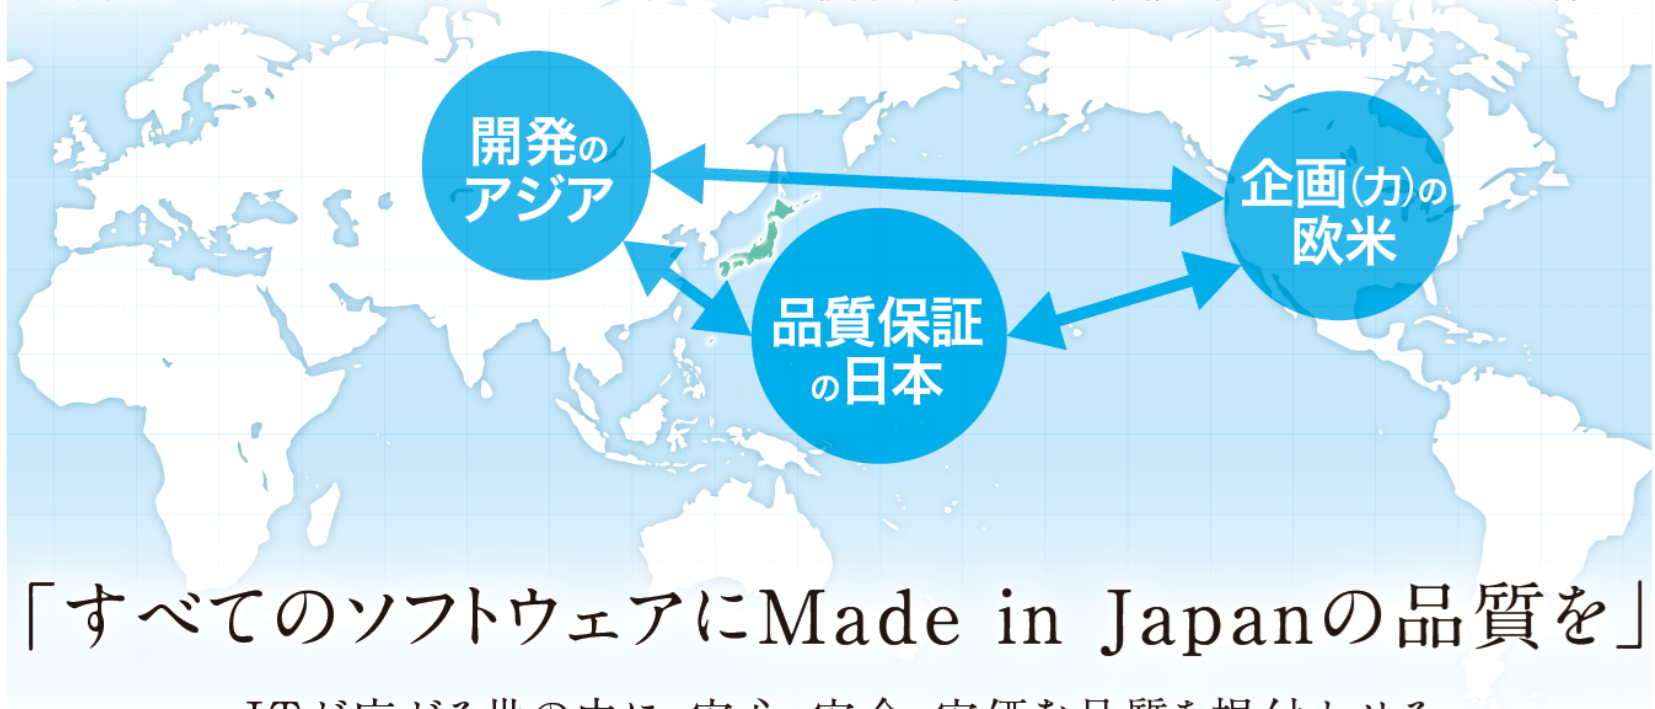 開発の
アジア
企画(力)の
欧米
品質保証
の日本
「すべてのソフトウェアにMade in Japanの品質を」